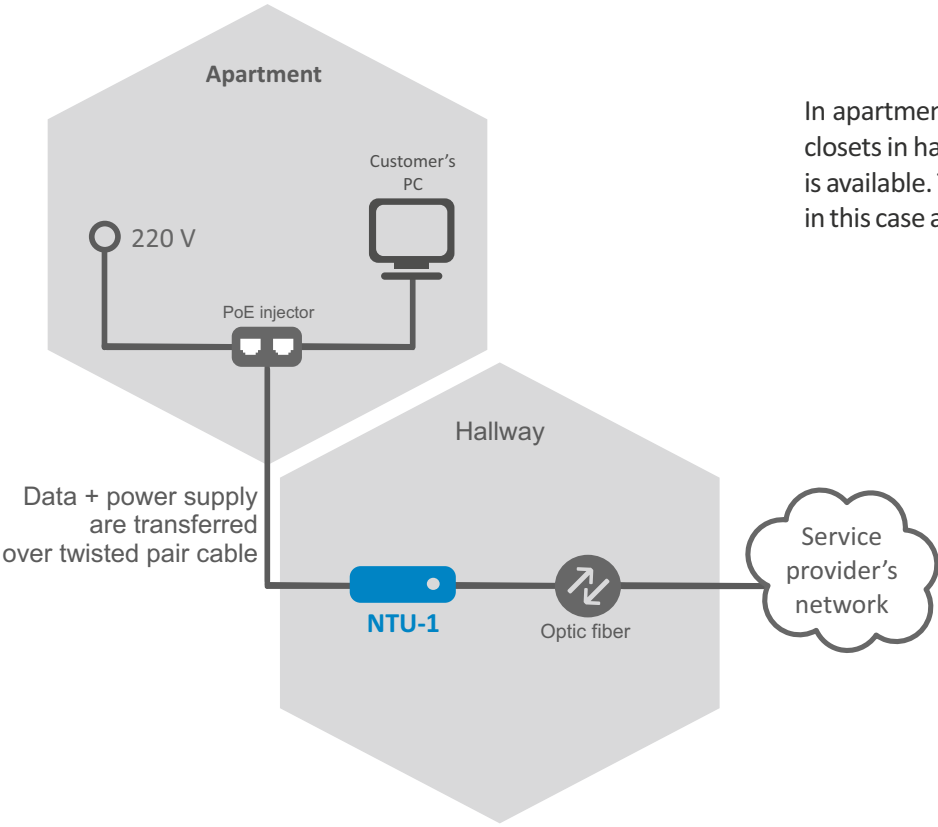 Apartment
Customer's
PC
220 V
PoE injector
Hallway
Data + power supply
are transferred
over twisted pair cable
NTU-1
Optic fiber
Service
provider's
network
In
closets in
is available.
in this case